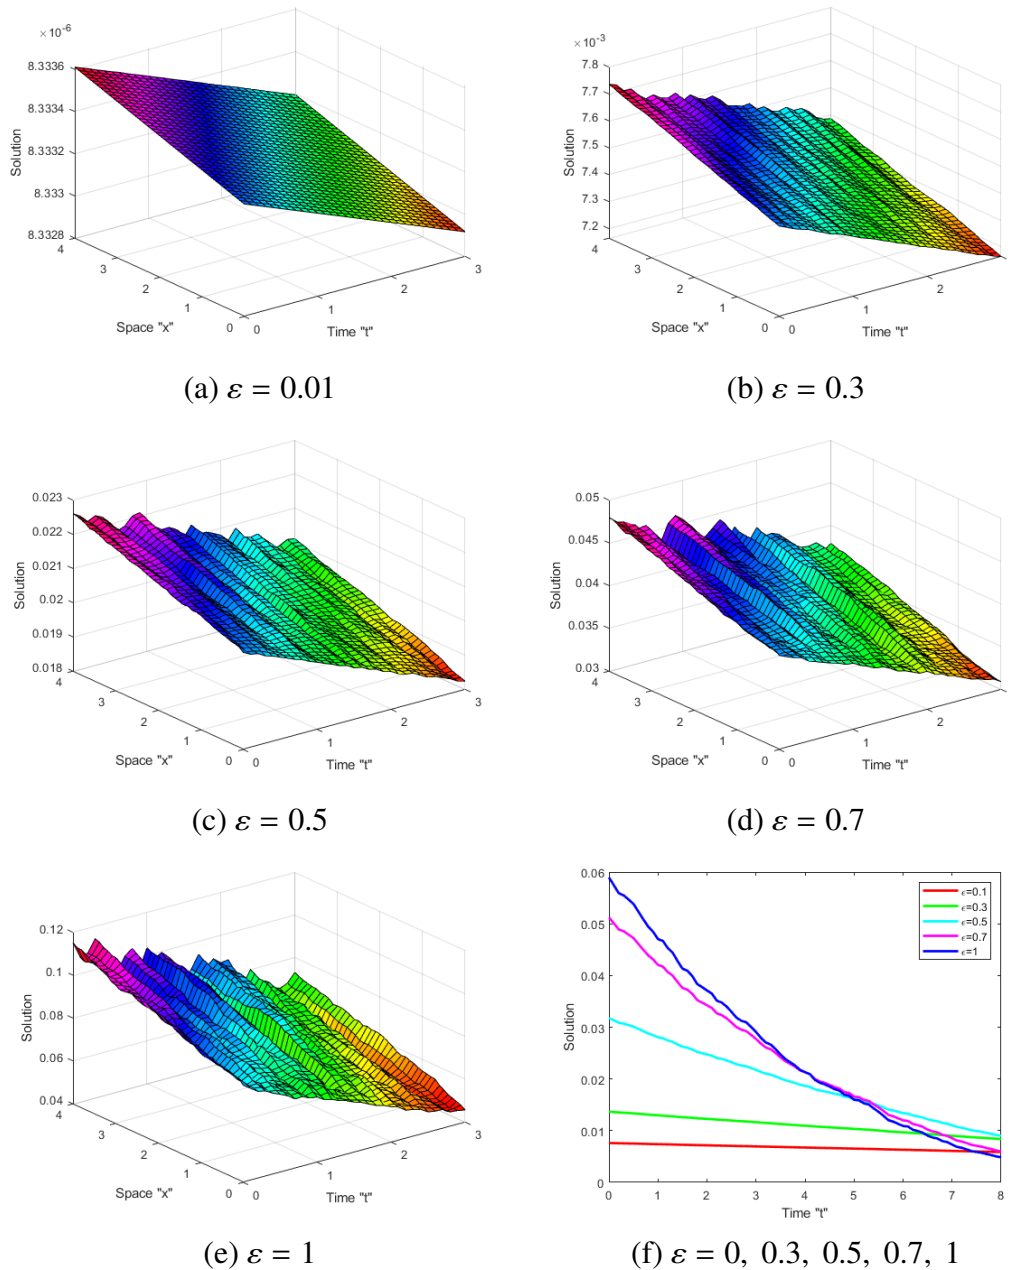 × 10⁻⁶
8.3336
8.3334
8.3332
8.333
8.3328
Solution
4
3
2
1
0
0
1
2
3
Space "x"
Time "t"
(a) ε = 0.01
× 10⁻³
7.8
7.7
7.6
7.5
7.4
7.3
7.2
Solution
4
3
2
1
0
0
1
2
3
Space "x"
Time "t"
(b) ε = 0.3
0.023
0.022
0.021
0.02
0.019
0.018
Solution
4
3
2
1
0
0
1
2
3
Space "x"
Time "t"
(c) ε = 0.5
0.05
0.045
0.04
0.035
0.03
Solution
4
3
2
1
0
0
1
2
3
Space "x"
Time "t"
(d) ε = 0.7
0.12
0.1
0.08
0.06
0.04
Solution
4
3
2
1
0
0
1
2
3
Space "x"
Time "t"
(e) ε = 1
0.06
0.05
0.04
0.03
0.02
0.01
0
Solution
ϵ=0.1
ϵ=0.3
ϵ=0.5
ϵ=0.7
ϵ=1
0 1 2 3 4 5 6 7 8
Time "t"
(f) ε = 0, 0.3, 0.5, 0.7, 1